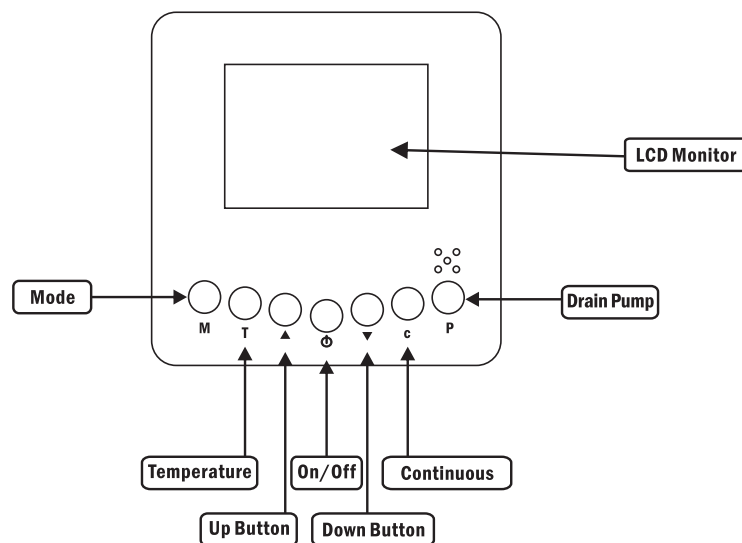 LCD Monitor
Mode
Drain Pump
M
T
▲
⏻
▼
c
P
Temperature
On/Off
Continuous
Up Button
Down Button